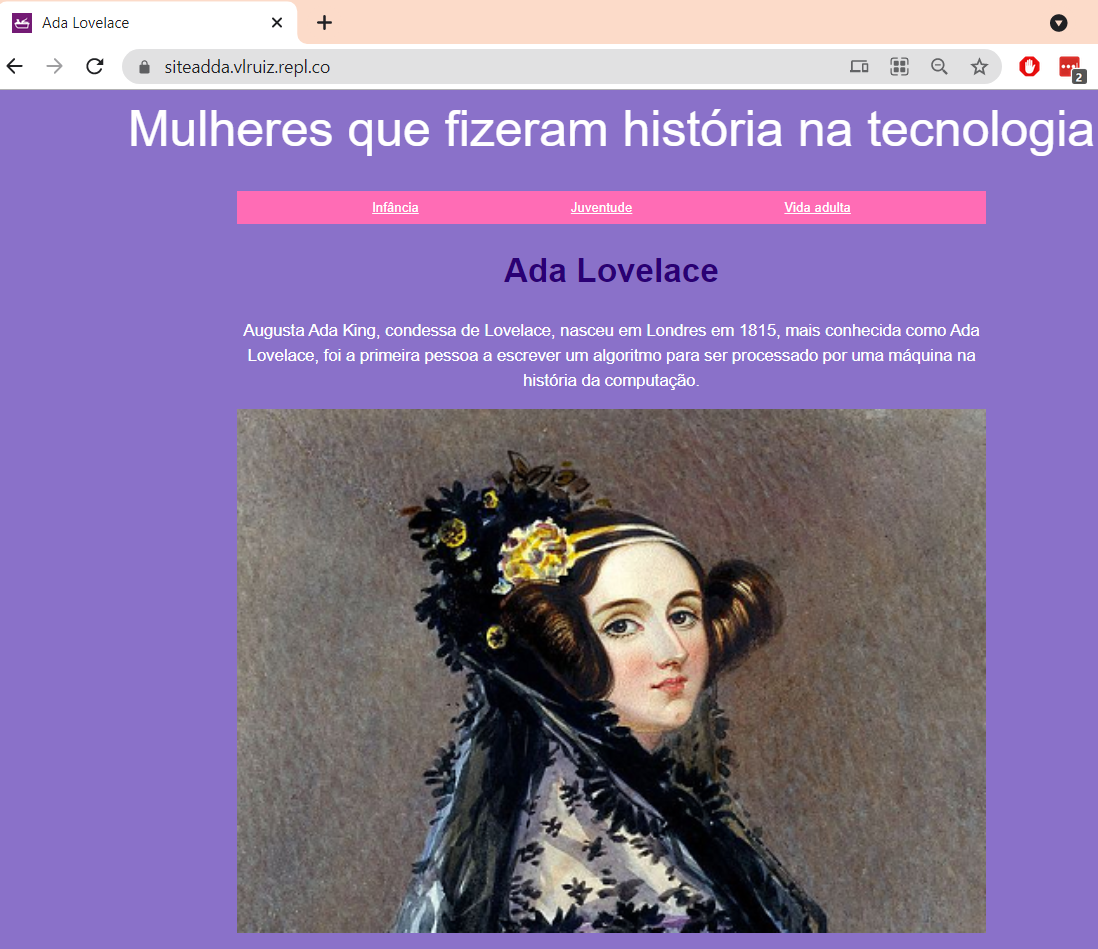 Ada Lovelace
siteadda.vlruiz.repl.co
2
Mulheres que fizeram história na tecnologia
Infância Juventude Vida adulta
Ada Lovelace
Augusta Ada King, condessa de Lovelace, nasceu em Londres em 1815, mais conhecida como Ada
Lovelace, foi a primeira pessoa a escrever um algoritmo para ser processado por uma máquina na
história da computação.